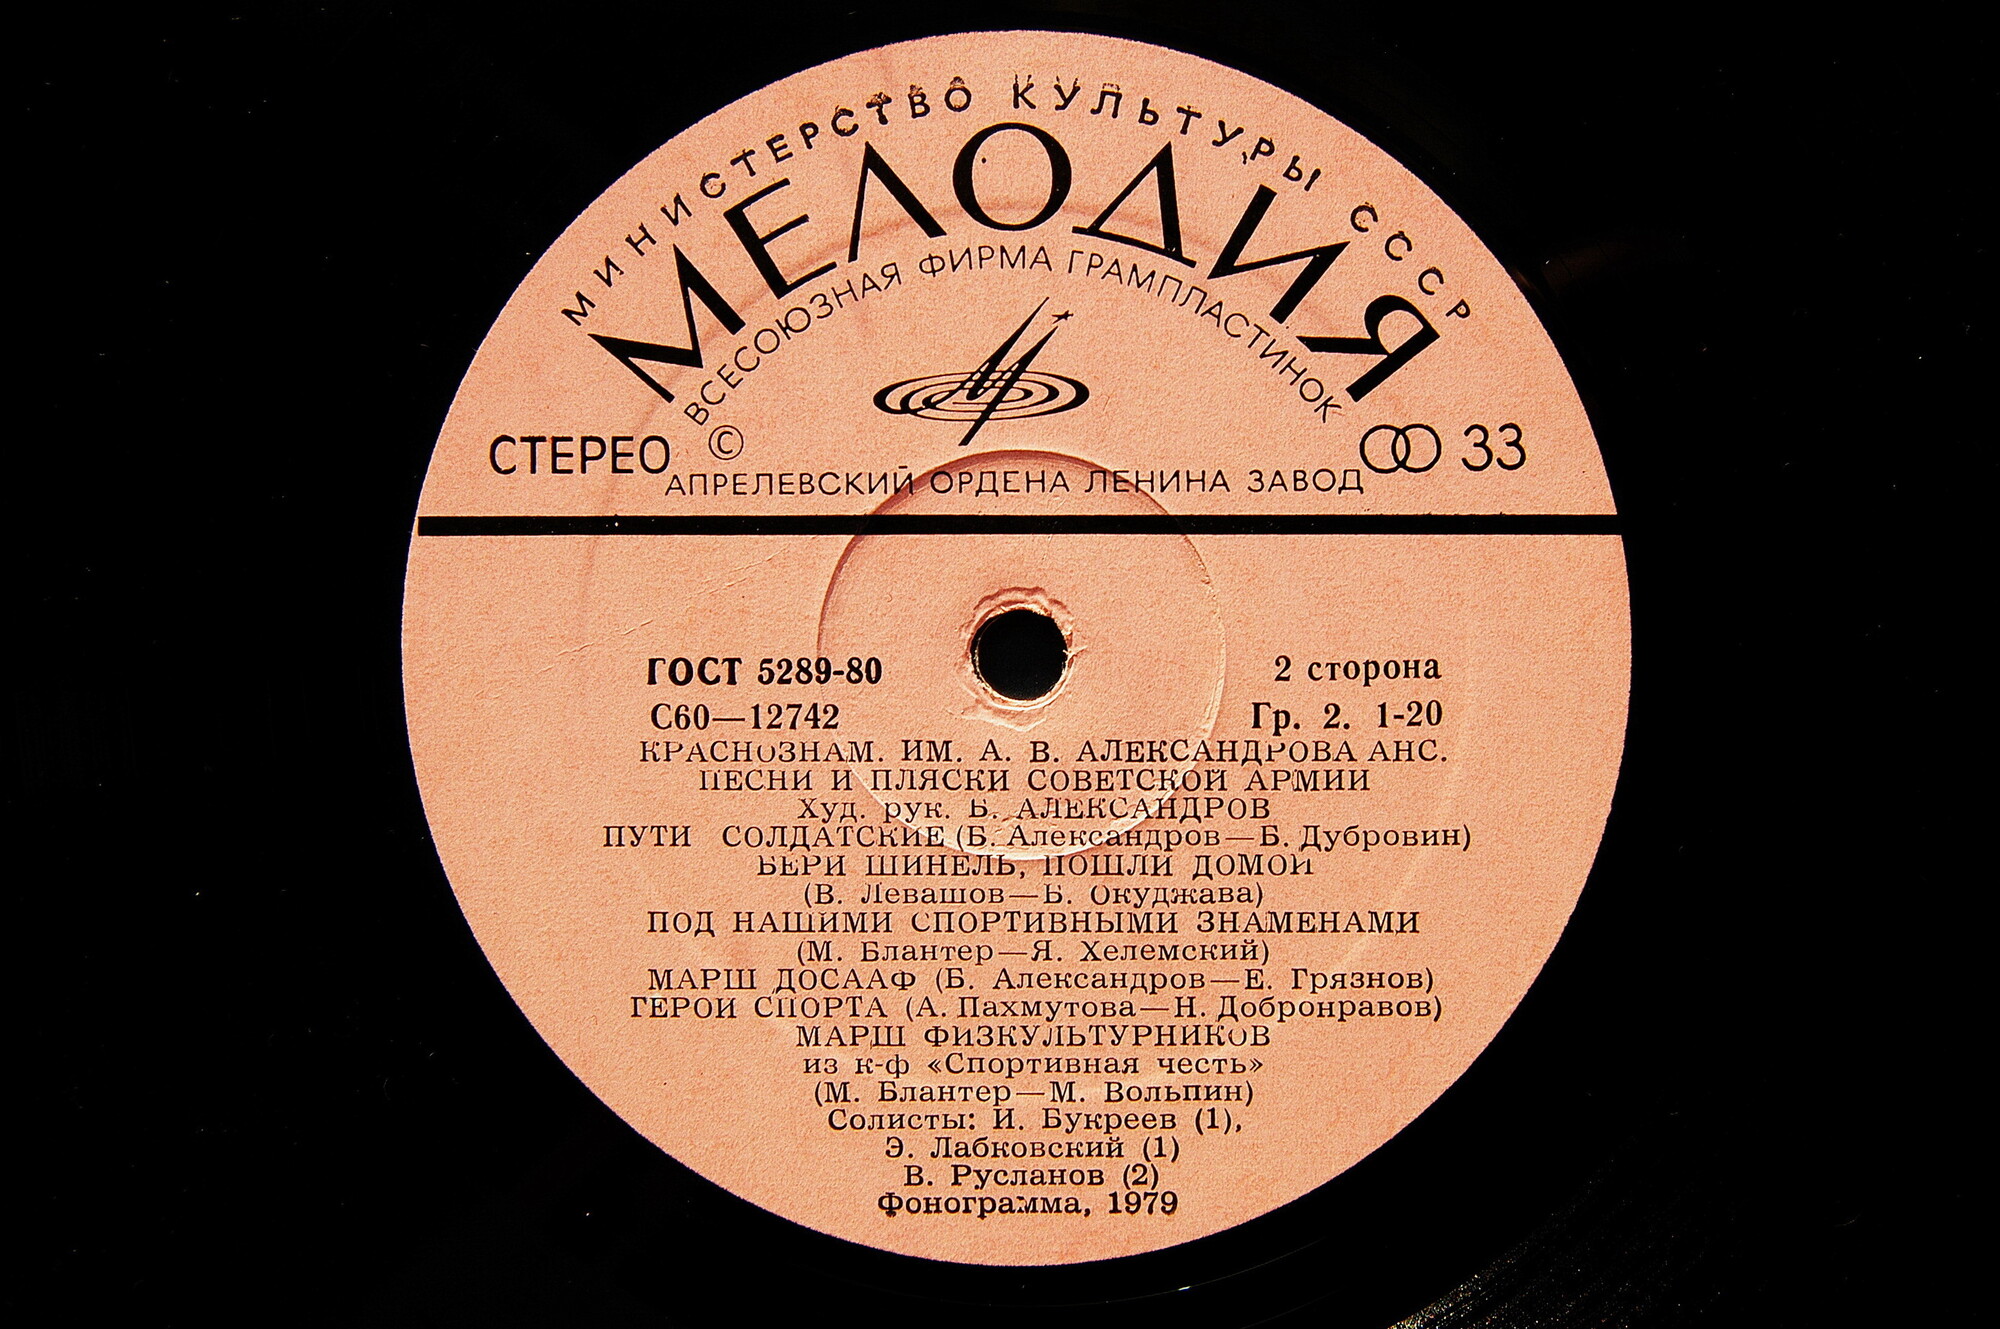 МИНИСТЕРСТВО КУЛЬТУРЫ СССР
МЕЛОДИЯ
ВСЕСОЮЗНАЯ ФИРМА ГРАМПЛАСТИНОК
СТЕРЕО © 33
АПРЕЛЕВСКИЙ ОРДЕНА ЛЕНИНА ЗАВОД
ГОСТ 5289-80 2 сторона
С60—12742 Гр. 2. 1-20
КРАСНОЗНАМ. ИМ. А. В. АЛЕКСАНДРОВА АНС.
ПЕСНИ И ПЛЯСКИ СОВЕТСКОЙ АРМИИ
Худ. рук. Б. АЛЕКСАНДРОВ
ПУТИ СОЛДАТСКИЕ (Б. Александров—Б. Дубровин)
БЕРИ ШИНЕЛЬ, ПОШЛИ ДОМОЙ
(В. Левашов—Б. Окуджава)
ПОД НАШИМИ СПОРТИВНЫМИ ЗНАМЕНАМИ
(М. Блантер—Я. Хелемский)
МАРШ ДОСААФ (Б. Александров—Е. Грязнов)
ГЕРОИ СПОРТА (А. Пахмутова—Н. Добронравов)
МАРШ ФИЗКУЛЬТУРНИКОВ
из к-ф «Спортивная честь»
(М. Блантер—М. Вольпин)
Солисты: И. Букреев (1),
Э. Лабковский (1)
В. Русланов (2)
Фонограмма, 1979